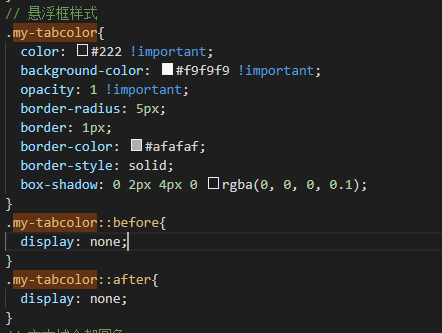 // 悬浮框样式
.my-tabcolor{
color: #222 !important;
background-color: #f9f9f9 !important;
opacity: 1 !important;
border-radius: 5px;
border: 1px;
border-color: #afafaf;
border-style: solid;
box-shadow: 0 2px 4px 0 rgba(0, 0, 0, 0.1);
}
.my-tabcolor::before{
display: none;
}
.my-tabcolor::after{
display: none;
}